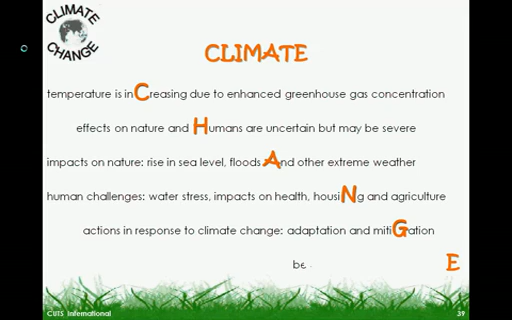 CLIMATE
CHANGE
CLIMATE
temperature is inCreasing due to enhanced greenhouse gas concentration
effects on nature and Humans are uncertain but may be severe
impacts on nature: rise in sea level, floods And other extreme weather
human challenges: water stress, impacts on health, housiNg and agriculture
actions in response to climate change: adaptation and mitiGation
be
E
CUTS International
39